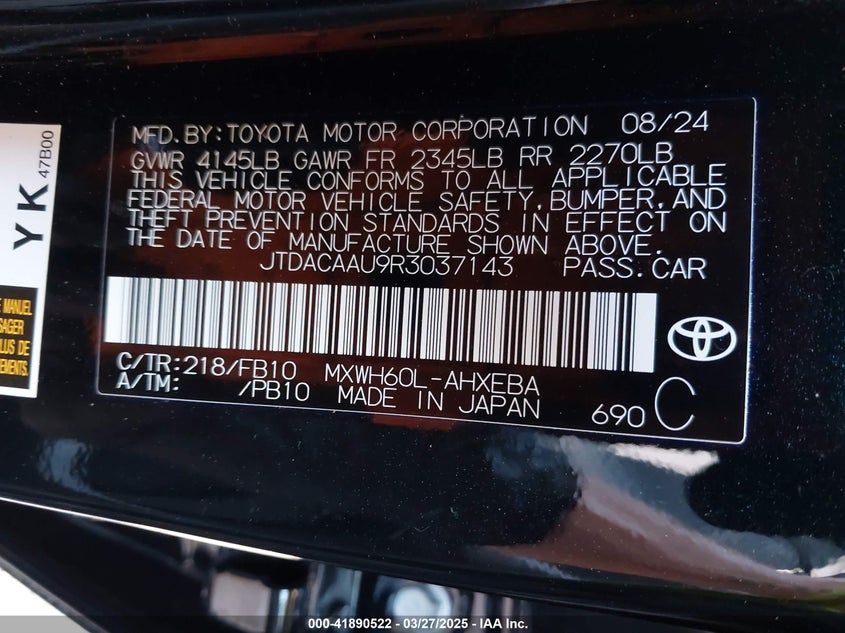 MFD.BY:TOYOTA MOTOR CORPORATION 08/24
GVWR 4145LB GAWR FR 2345LB RR 2270LB
THIS VEHICLE CONFORMS TO ALL APPLICABLE
FEDERAL MOTOR VEHICLE SAFETY,BUMPER,AND
THEFT PREVENTION STANDARDS IN EFFECT ON
THE DATE OF MANUFACTURE SHOWN ABOVE.
JTDACAAU9R3037143 PASS.CAR
C/TR:218/FB10 MXWH60L-AHXEBA
A/TM: /PB10 MADE IN JAPAN 690 C
YK
47B00
MANUEL
PLUS DE
000-41890522 - 03/27/2025 - IAA Inc.